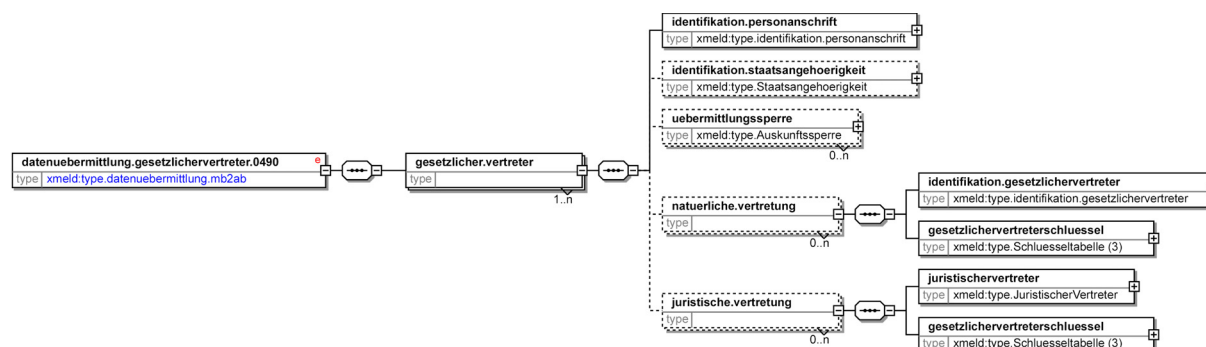 identifikation.personanschrift
type xmeld:type.identifikation.personanschrift
identifikation.staatsangehoerigkeit
type xmeld:type.Staatsangehoerigkeit
uebermittlungssperre
type xmeld:type.Auskunftssperre
0..n
datenuebermittlung.gesetzlichervertreter.0490 e
type xmeld:type.datenuebermittlung.mb2ab
gesetzlicher.vertreter
type
1..n
natuerliche.vertretung
type
0..n
identifikation.gesetzlichervertreter
type xmeld:type.identifikation.gesetzlichervertreter
gesetzlichervertreterschluessel
type xmeld:type.Schluesseltabelle (3)
juristische.vertretung
type
0..n
juristischervertreter
type xmeld:type.JuristischerVertreter
gesetzlichervertreterschluessel
type xmeld:type.Schluesseltabelle (3)